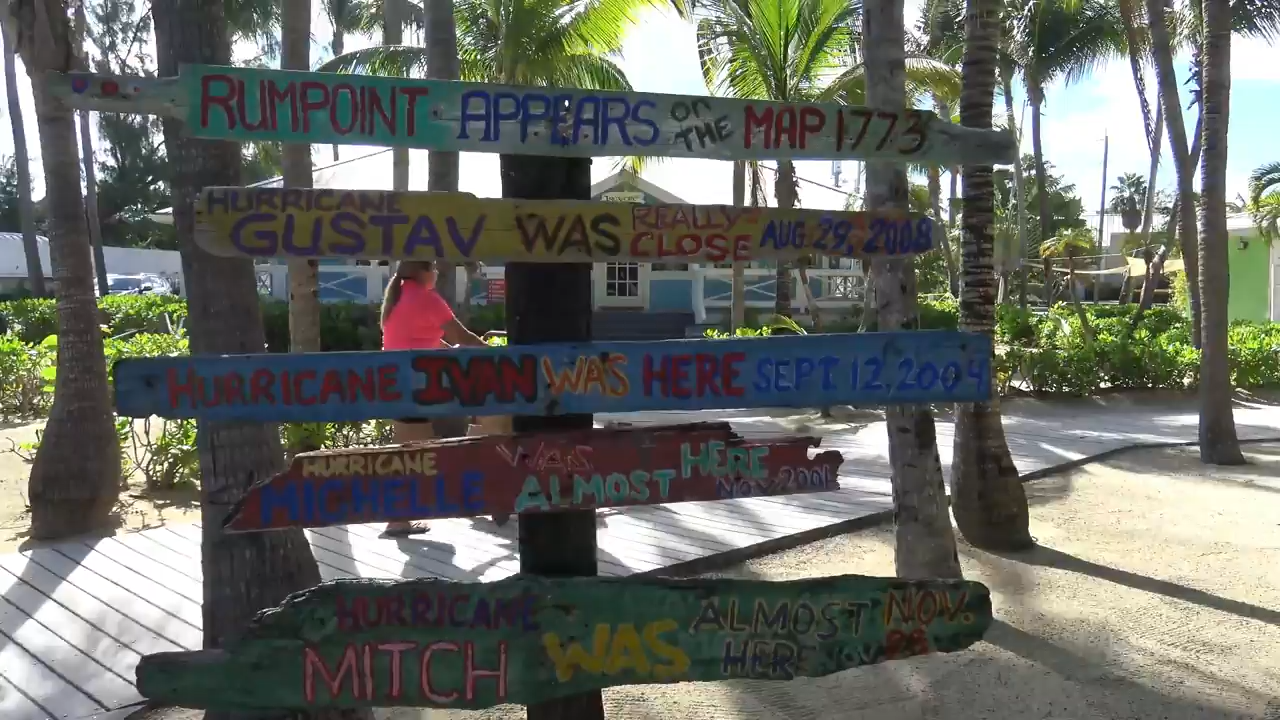 RUMPOINT APPEARS ON THE MAP 1773
HURRICANE GUSTAV WAS REALLY CLOSE AUG 29, 2008
HURRICANE IVAN WAS HERE SEPT 12, 2004
HURRICANE MICHELLE WAS ALMOST HERE NOV 2001
HURRICANE MITCH WAS ALMOST HERE NOV.